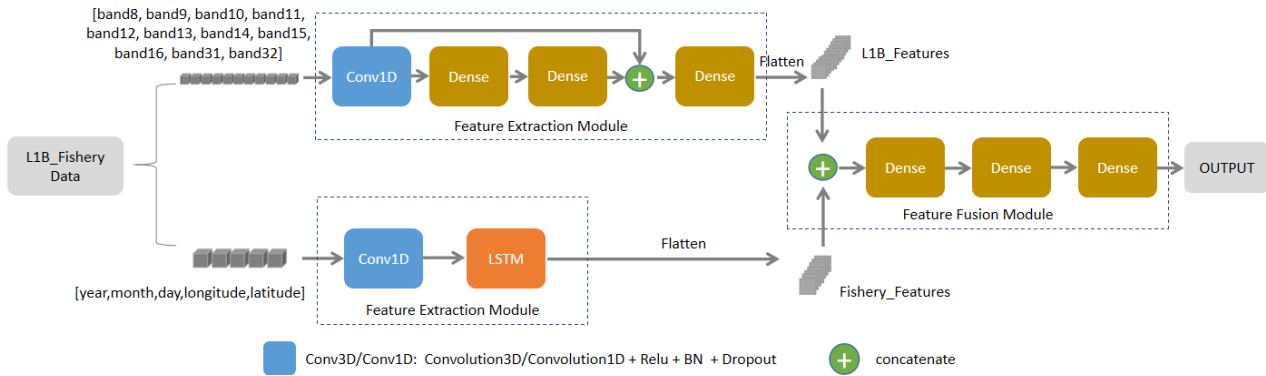 [band8, band9, band10, band11,
band12, band13, band14, band15,
band16, band31, band32]
Conv1D
Dense
Dense
Dense
Flatten
L1B_Features
Feature Extraction Module
L1B_Fishery
Data
Dense
Dense
Dense
OUTPUT
Feature Fusion Module
Conv1D
LSTM
Flatten
[year,month,day,longitude,latitude]
Feature Extraction Module
Fishery_Features
Conv3D/Conv1D: Convolution3D/Convolution1D + Relu + BN + Dropout
concatenate